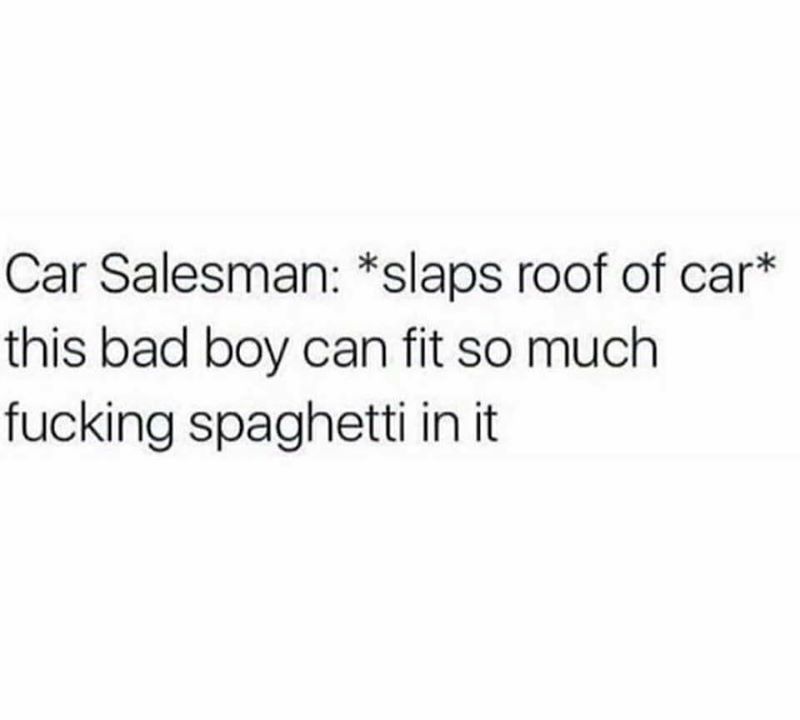 Car Salesman: *slaps roof of car*
this bad boy can fit so much
fucking spaghetti in it